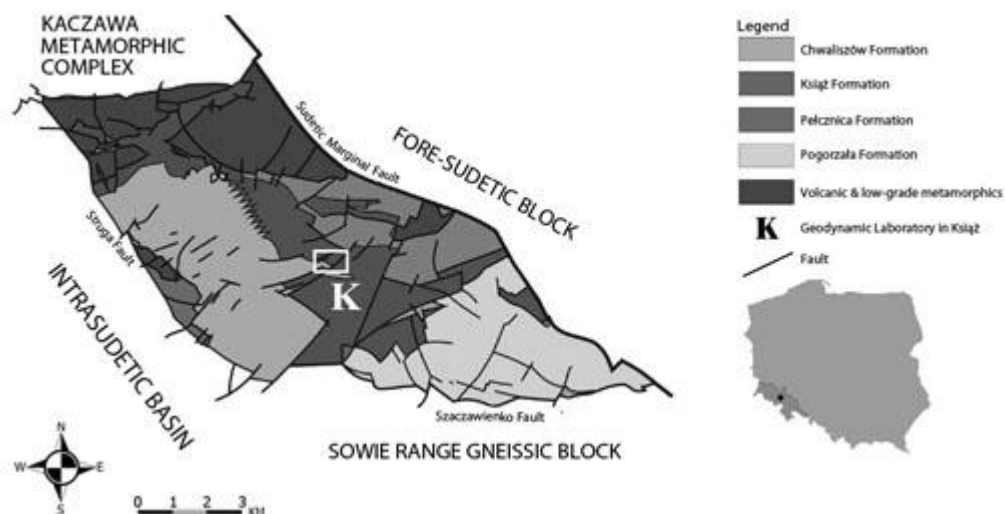 KACZAWA
METAMORPHIC
COMPLEX
Sudetic Marginal Fault
FORE-SUDETIC BLOCK
Struga Fault
INTRASUDETIC BASIN
K
Szaczawienko Fault
SOWIE RANGE GNEISSIC BLOCK
N
W
E
S
0 1 2 3
KM
Legend
Chwaliszów Formation
Książ Formation
Pełcznica Formation
Pogorzała Formation
Volcanic & low-grade metamorphics
K Geodynamic Laboratory in Książ
Fault